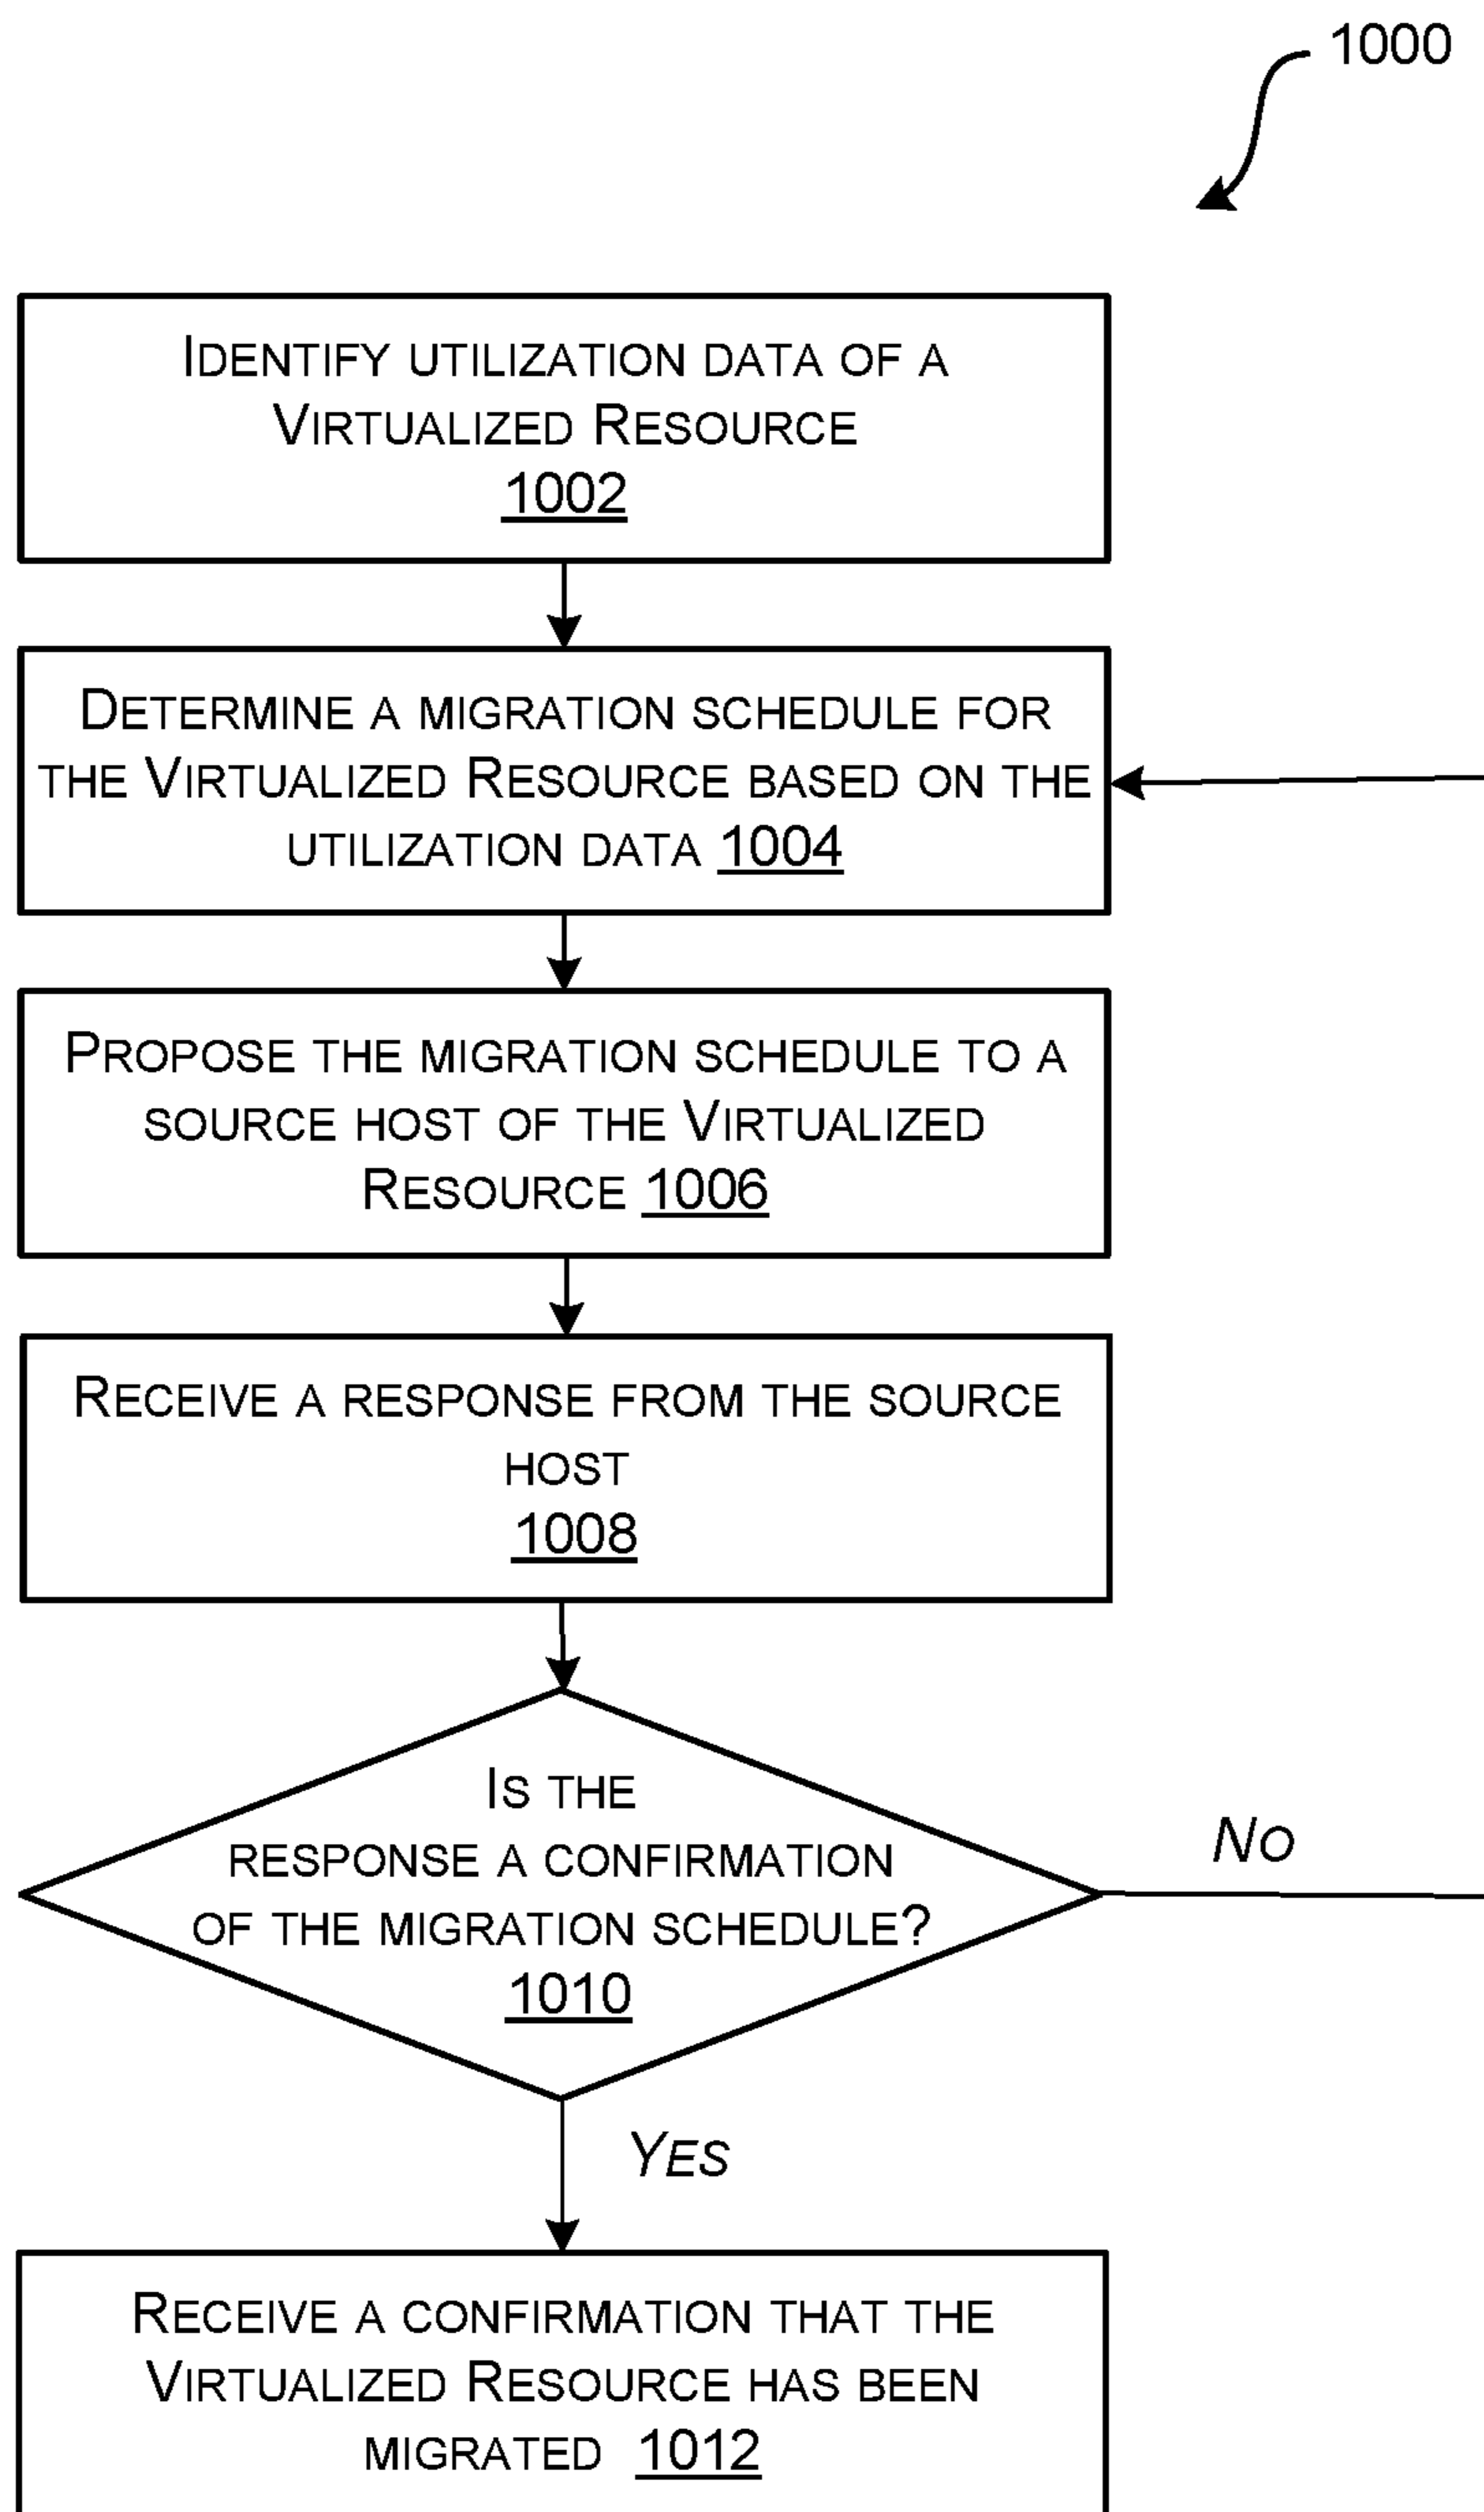 1000
Identify utilization data of a
Virtualized Resource
1002
Determine a migration schedule for
the Virtualized Resource based on the
utilization data 1004
Propose the migration schedule to a
source host of the Virtualized
Resource 1006
Receive a response from the source
host
1008
Is the
response a confirmation
of the migration schedule?
1010
No
Yes
Receive a confirmation that the
Virtualized Resource has been
migrated 1012